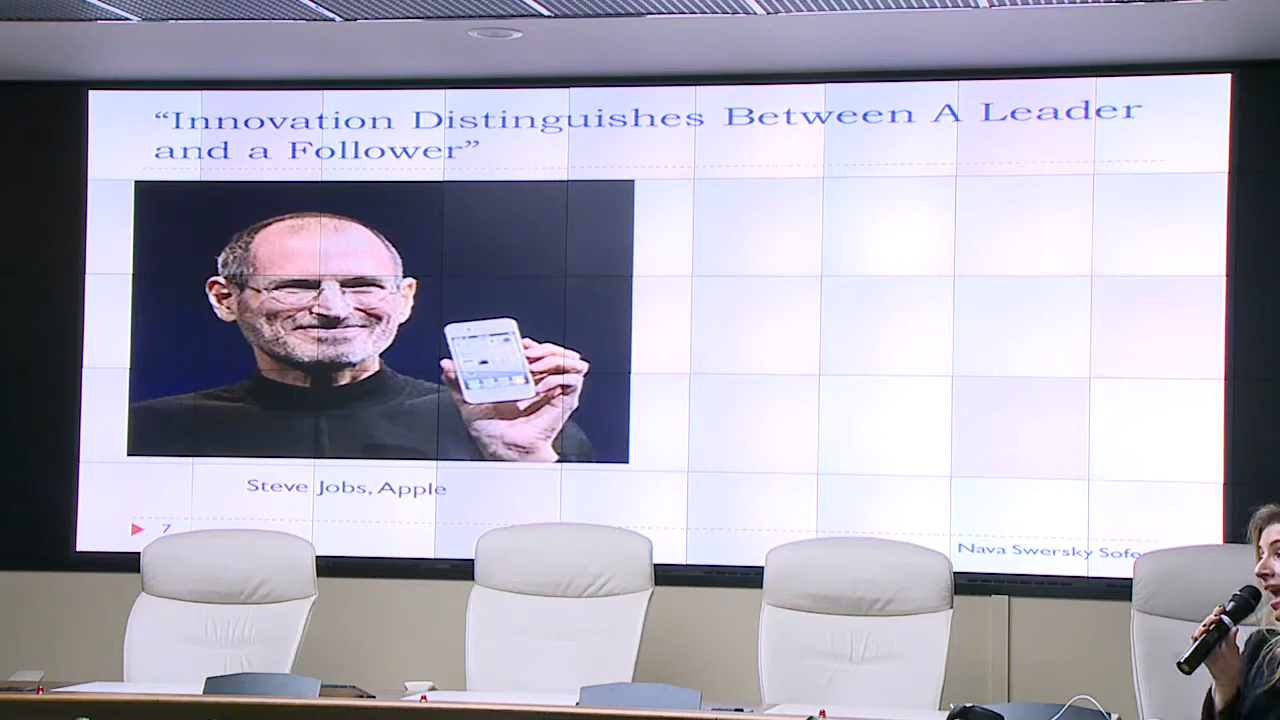 “Innovation Distinguishes Between A Leader
and a Follower”
Steve Jobs, Apple
7
Nava Swersky